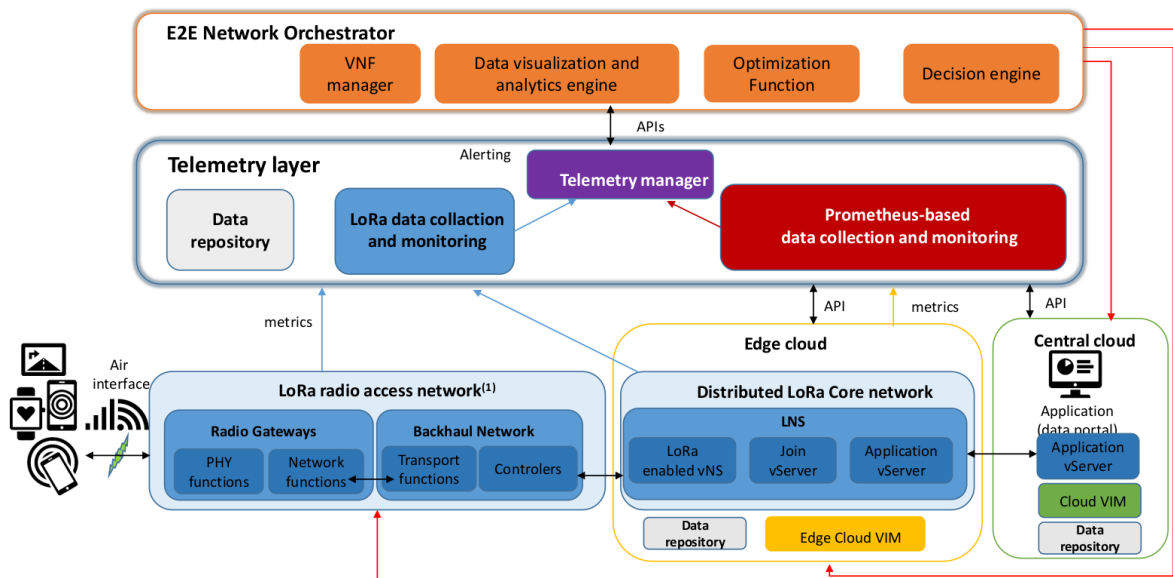 E2E Network Orchestrator
VNF
manager
Data visualization and
analytics engine
Optimization
Function
Decision engine
APIs
Alerting
Telemetry layer
Telemetry manager
Data
repository
LoRa data collaction
and monitoring
Prometheus-based
data collection and monitoring
metrics
API
metrics
API
Edge cloud
Central cloud
Air
interface
LoRa radio access network(1)
Distributed LoRa Core network
Application
(data portal)
Radio Gateways
Backhaul Network
LNS
PHY
functions
Network
functions
Transport
functions
Controlers
LoRa
enabled vNS
Join
vServer
Application
vServer
Application
vServer
Cloud VIM
Data
repository
Edge Cloud VIM
Data
repository